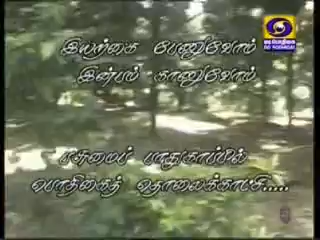 இயற்கை பேணுவோம்
இன்பம் காணுவோம்
பசுமைப் பாதுகாப்பில்
பொதிகைத் தொலைக்காட்சி.....